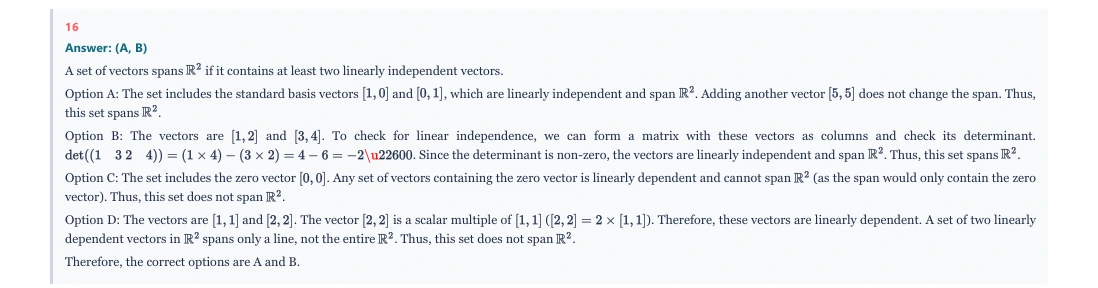 16
Answer: (A, B)
A set of vectors spans ℝ² if it contains at least two linearly independent vectors.
Option A: The set includes the standard basis vectors [1, 0] and [0, 1], which are linearly independent and span ℝ². Adding another vector [5, 5] does not change the span. Thus,
this set spans ℝ².
Option B: The vectors are [1, 2] and [3, 4]. To check for linear independence, we can form a matrix with these vectors as columns and check its determinant.
det((1 3 2 4)) = (1 × 4) − (3 × 2) = 4 − 6 = −2\u22600. Since the determinant is non-zero, the vectors are linearly independent and span ℝ². Thus, this set spans ℝ².
Option C: The set includes the zero vector [0, 0]. Any set of vectors containing the zero vector is linearly dependent and cannot span ℝ² (as the span would only contain the zero
vector). Thus, this set does not span ℝ².
Option D: The vectors are [1, 1] and [2, 2]. The vector [2, 2] is a scalar multiple of [1, 1] ([2, 2] = 2 × [1, 1]). Therefore, these vectors are linearly dependent. A set of two linearly
dependent vectors in ℝ² spans only a line, not the entire ℝ². Thus, this set does not span ℝ².
Therefore, the correct options are A and B.